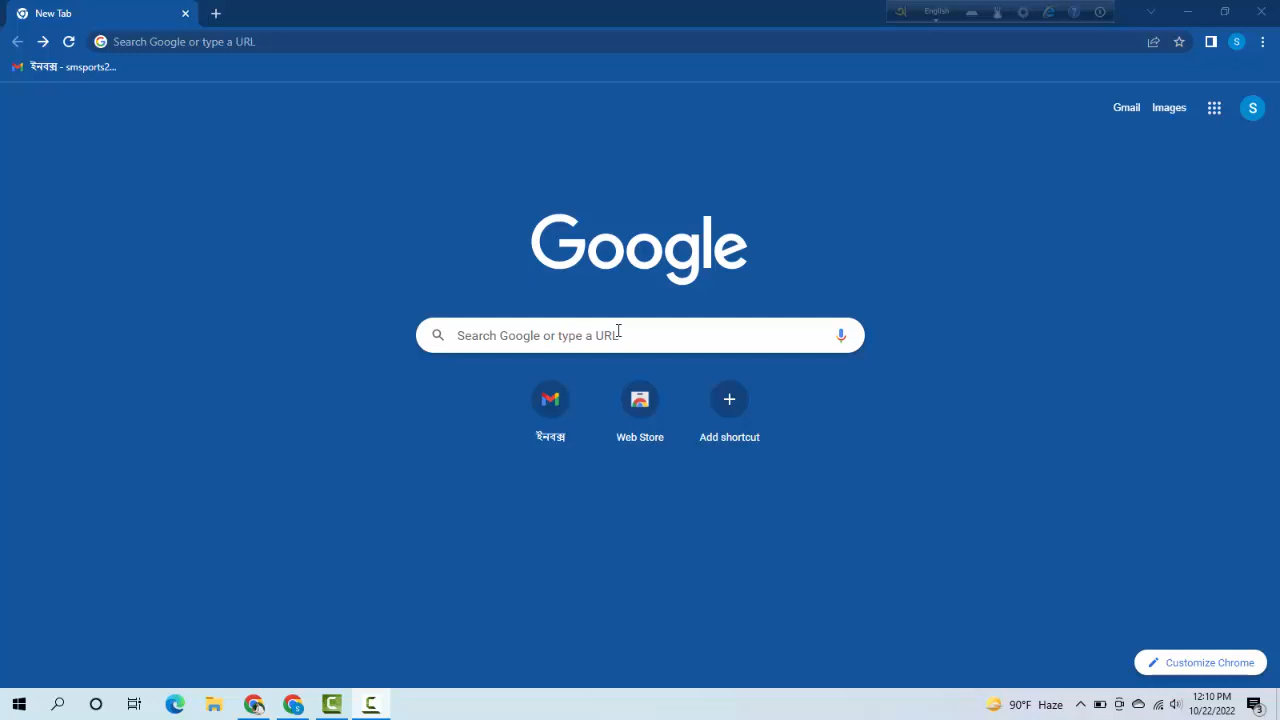 New Tab
English
Search Google or type a URL
S
ইনবক্স - smsports2...
Gmail
Images
S
Google
Search Google or type a URL
ইনবক্স
Web Store
Add shortcut
Customize Chrome
90°F Haze
12:10 PM
10/22/2022
3